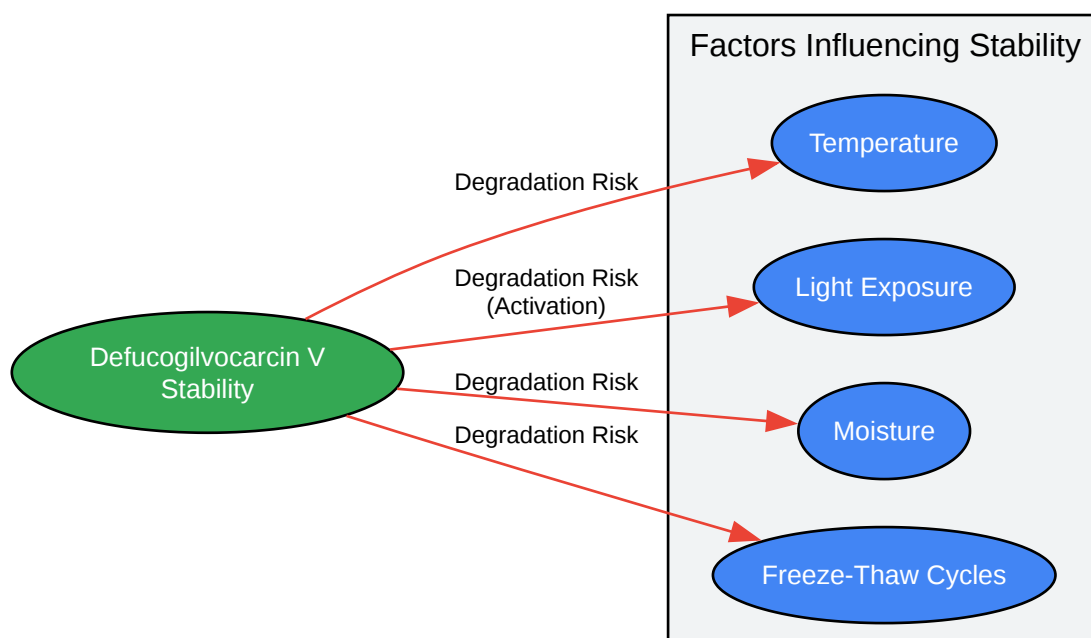 Factors Influencing Stability
Temperature
Degradation Risk
Degradation Risk
(Activation)
Light Exposure
Defucogilvocarcin V
Stability
Degradation Risk
Moisture
Degradation Risk
Freeze-Thaw Cycles